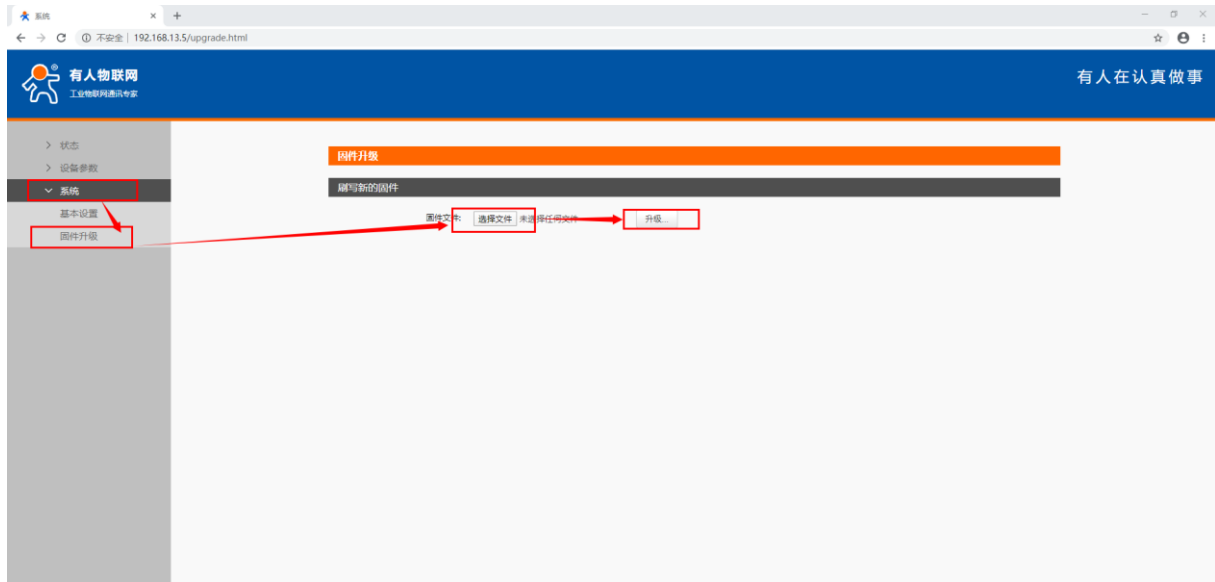 系统
不安全 | 192.168.13.5/upgrade.html
有人物联网
工业物联网通讯专家
有人在认真做事
状态
设备参数
系统
基本设置
固件升级
固件升级
刷写新的固件
固件文件: 选择文件 未选择任何文件 升级...